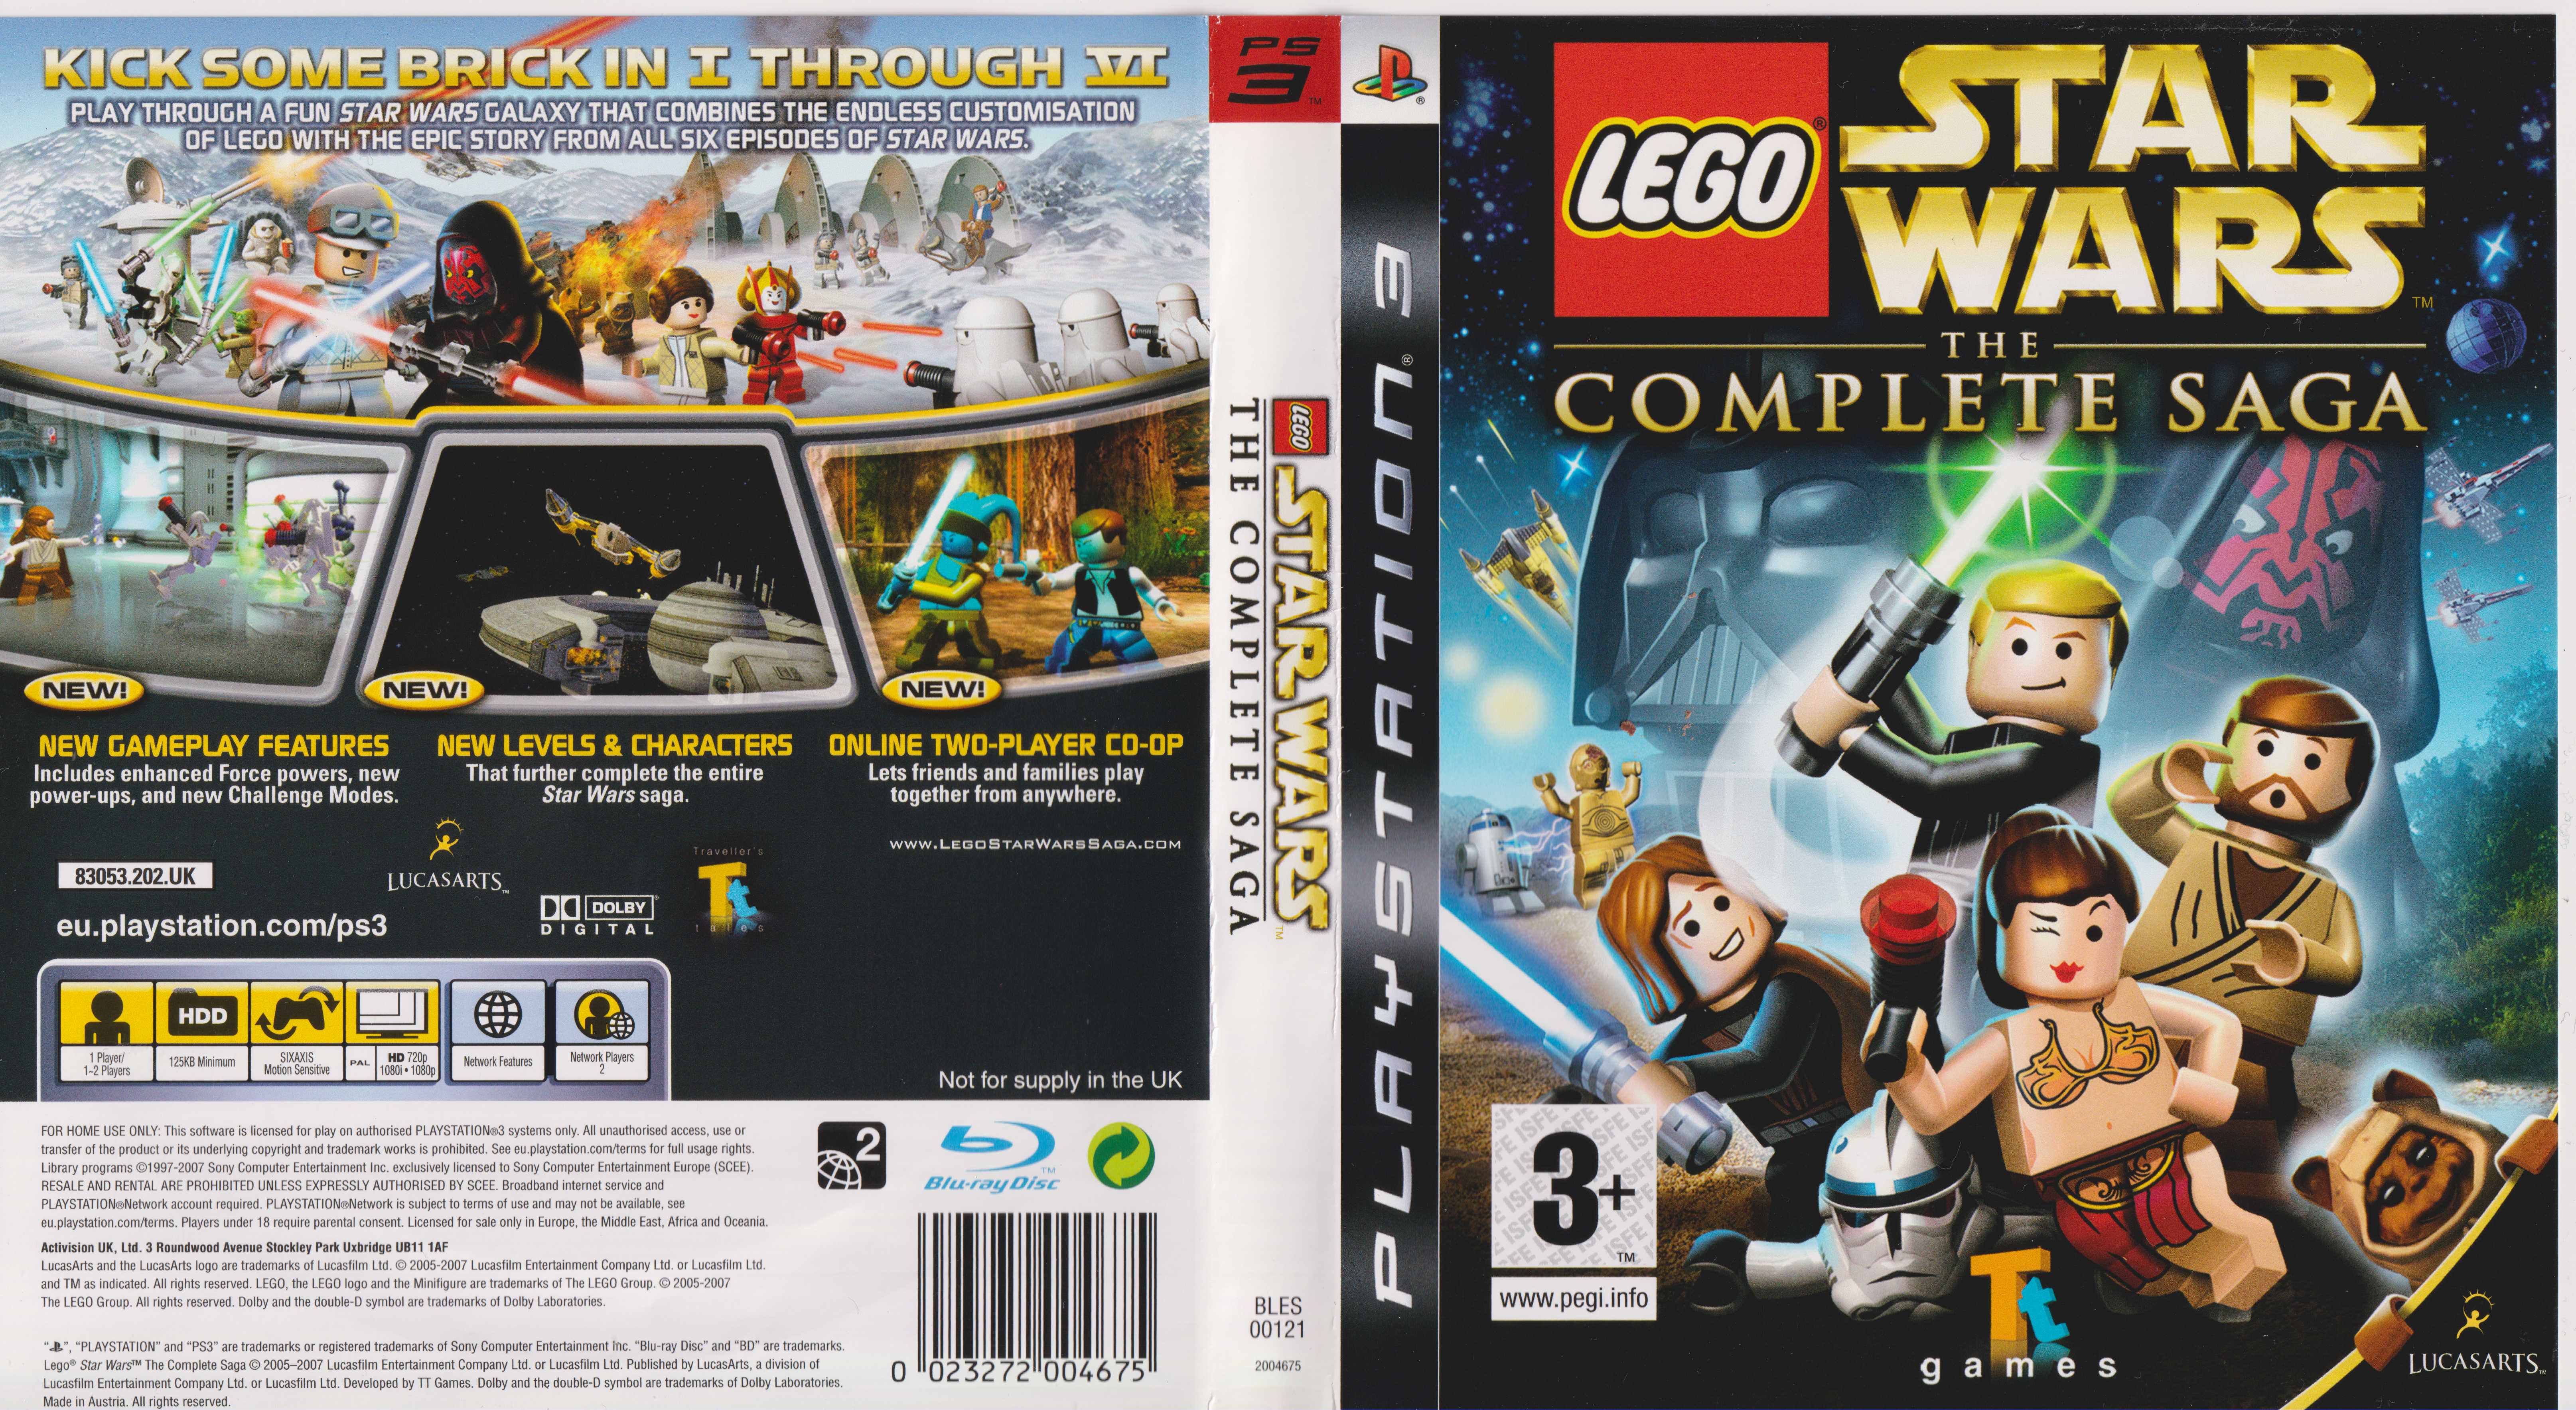 KICK SOME BRICK IN I THROUGH VI
PLAY THROUGH A FUN STAR WARS GALAXY THAT COMBINES THE ENDLESS CUSTOMISATION
OF LEGO WITH THE EPIC STORY FROM ALL SIX EPISODES OF STAR WARS.
NEW!
NEW!
NEW!
NEW GAMEPLAY FEATURES
Includes enhanced Force powers, new
power-ups, and new Challenge Modes.
NEW LEVELS & CHARACTERS
That further complete the entire
Star Wars saga.
ONLINE TWO-PLAYER CO-OP
Lets friends and families play
together from anywhere.
www.LegoStarWarsSaga.com
83053.202.UK
eu.playstation.com/ps3
LUCASARTS™
DOLBY®
DIGITAL
Traveller's
Tt
tales
HDD
1 Player/
1~2 Players
125KB Minimum
SIXAXIS
Motion Sensitive
PAL
HD 720p
1080i • 1080p
Network Features
Network Players
2
Not for supply in the UK
FOR HOME USE ONLY: This software is licensed for play on authorised PLAYSTATION®3 systems only. All unauthorised access, use or
transfer of the product or its underlying copyright and trademark works is prohibited. See eu.playstation.com/terms for full usage rights.
Library programs ©1997-2007 Sony Computer Entertainment Inc. exclusively licensed to Sony Computer Entertainment Europe (SCEE).
RESALE AND RENTAL ARE PROHIBITED UNLESS EXPRESSLY AUTHORISED BY SCEE. Broadband internet service and
PLAYSTATION®Network account required. PLAYSTATION®Network is subject to terms of use and may not be available, see
eu.playstation.com/terms. Players under 18 require parental consent. Licensed for sale only in Europe, the Middle East, Africa and Oceania.
Activision UK, Ltd. 3 Roundwood Avenue Stockley Park Uxbridge UB11 1AF
LucasArts and the LucasArts logo are trademarks of Lucasfilm Ltd. © 2005-2007 Lucasfilm Entertainment Company Ltd. or Lucasfilm Ltd.
and TM as indicated. All rights reserved. LEGO, the LEGO logo and the Minifigure are trademarks of The LEGO Group. © 2005-2007
The LEGO Group. All rights reserved. Dolby and the double-D symbol are trademarks of Dolby Laboratories.
"PS", "PLAYSTATION" and "PS3" are trademarks or registered trademarks of Sony Computer Entertainment Inc. "Blu-ray Disc" and "BD" are trademarks.
Lego® Star Wars™ The Complete Saga © 2005–2007 Lucasfilm Entertainment Company Ltd. or Lucasfilm Ltd. Published by LucasArts, a division of
Lucasfilm Entertainment Company Ltd. or Lucasfilm Ltd. Developed by TT Games. Dolby and the double-D symbol are trademarks of Dolby Laboratories.
Made in Austria. All rights reserved.
2
Blu-ray Disc™
0 023272 004675
PS3™
LEGO STAR WARS™
THE COMPLETE SAGA
BLES
00121
2004675
PLAYSTATION®3
LEGO®
STAR
WARS™
THE
COMPLETE SAGA
3+™
ISFE
www.pegi.info
Tt
games
LUCASARTS™